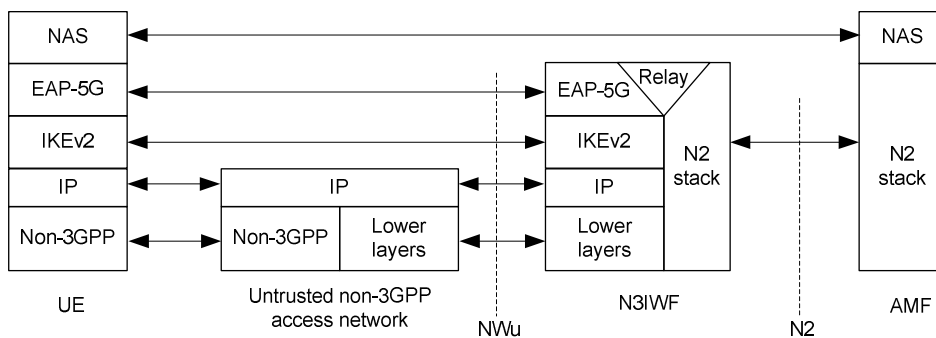 NAS
NAS
EAP-5G
EAP-5G
Relay
IKEv2
IKEv2
N2
stack
N2
stack
IP
IP
IP
Non-3GPP
Non-3GPP
Lower
layers
Lower
layers
UE
Untrusted non-3GPP
access network
NWu
N3IWF
N2
AMF